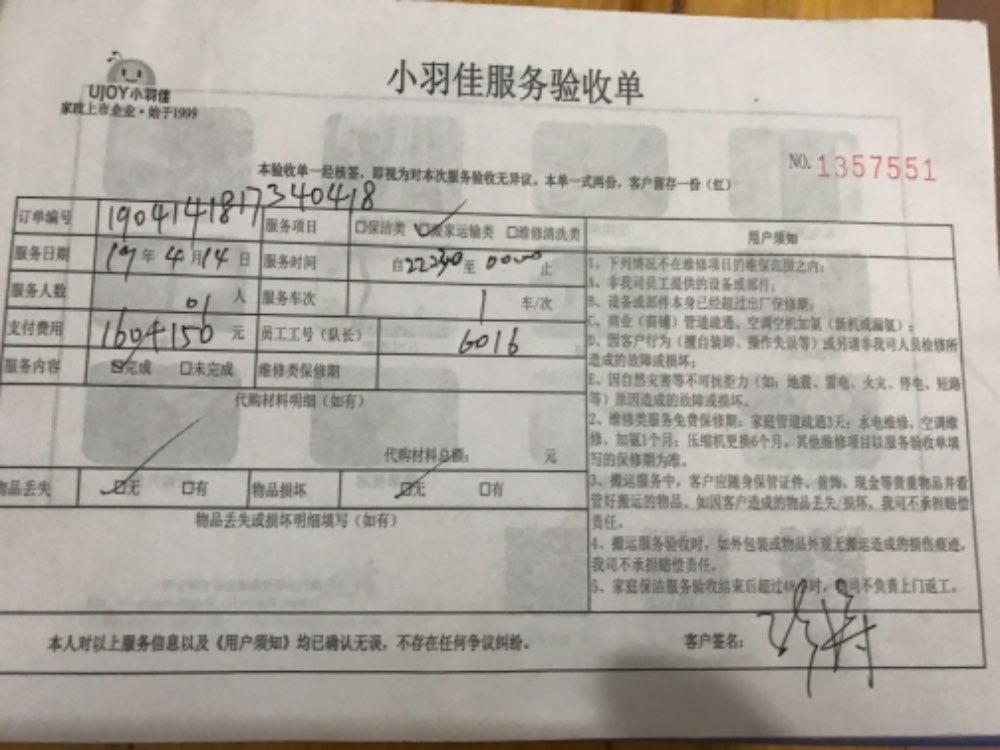 UJOY小羽佳
家政上市企业·始于1999
小羽佳服务验收单
NO. 1357551
本验收单一经核签，即视为对本次服务验收无异议。本单一式两份，客户留存一份（红）
订单编号 1904141817340418 服务项目 □保洁类 ☑搬家运输类 □维修清洗类
服务日期 19年4月14日 服务时间 自 至 止
服务人数 01人 服务车次 1 车/次
支付费用 160+150元 员工工号（队长） 6016
服务内容 ☑完成 □未完成 维修类保修期
代购材料明细（如有）
代购材料总额： 元
物品丢失 ☑无 □有 物品损坏 ☑无 □有
物品丢失或损坏明细填写（如有）
用户须知
1、下列情况不在维修项目的维保范围之内：
A、非我司员工提供的设备或部件；
B、设备或部件本身已经超过出厂保修期；
C、商业（商铺）管道疏通，空调空机加氨（新机或漏氨）；
D、因客户行为（擅自装卸、操作失误等）或另请非我司人员检修所
造成的故障或损坏；
E、因自然灾害等不可抗拒力（如：地震、雷电、火灾、停电、短路
等）原因造成的故障或损坏。
2、维修类服务免费保修期：家庭管道疏通3天；水电维修、空调维
修、加氨1个月；压缩机更换6个月，其他维修项目以服务验收单填
写的保修期为准。
3、搬运服务中，客户应随身保管证件、首饰、现金等贵重物品并看
管好搬运的物品。如因客户造成的物品丢失/损坏，我司不承担赔偿
责任。
4、搬运服务验收时，如外包装或物品外观无搬运造成的损伤痕迹，
我司不承担赔偿责任。
5、家庭保洁服务验收结束后超过48小时，我司不负责上门返工。
本人对以上服务信息以及《用户须知》均已确认无误，不存在任何争议纠纷。
客户签名：